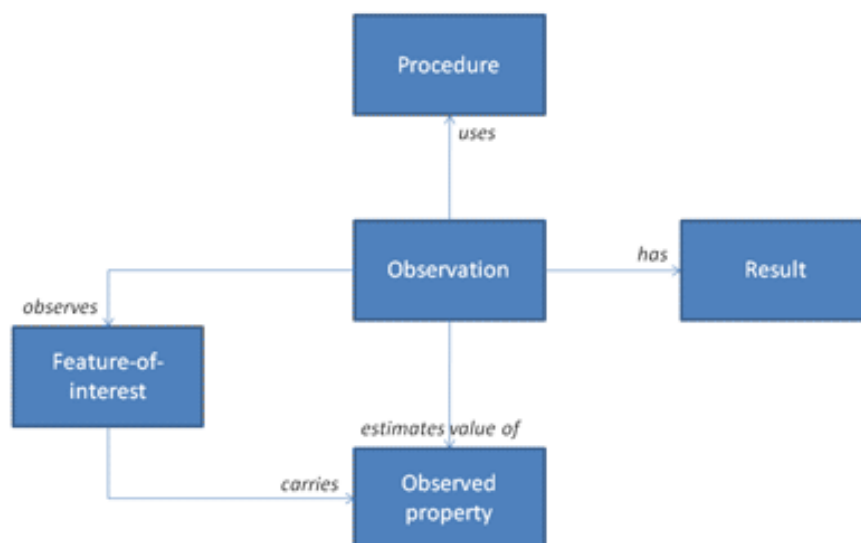 Procedure
uses
Observation
has
Result
observes
Feature-of-
interest
estimates value of
carries
Observed
property